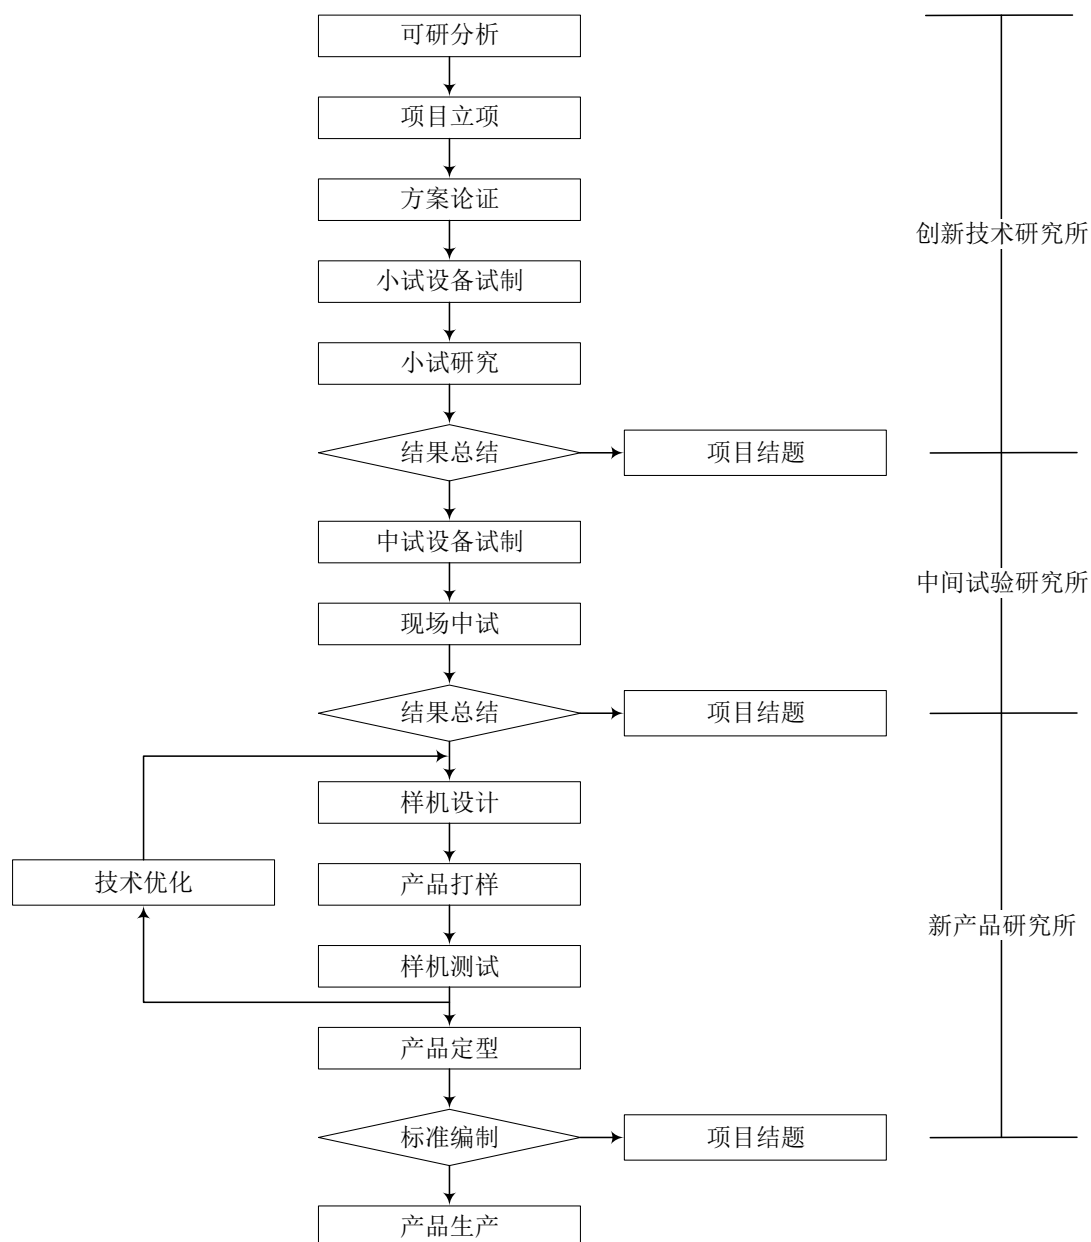 可研分析
项目立项
方案论证
创新技术研究所
小试设备试制
小试研究
结果总结
项目结题
中试设备试制
中间试验研究所
现场中试
结果总结
项目结题
样机设计
技术优化
产品打样
新产品研究所
样机测试
产品定型
标准编制
项目结题
产品生产